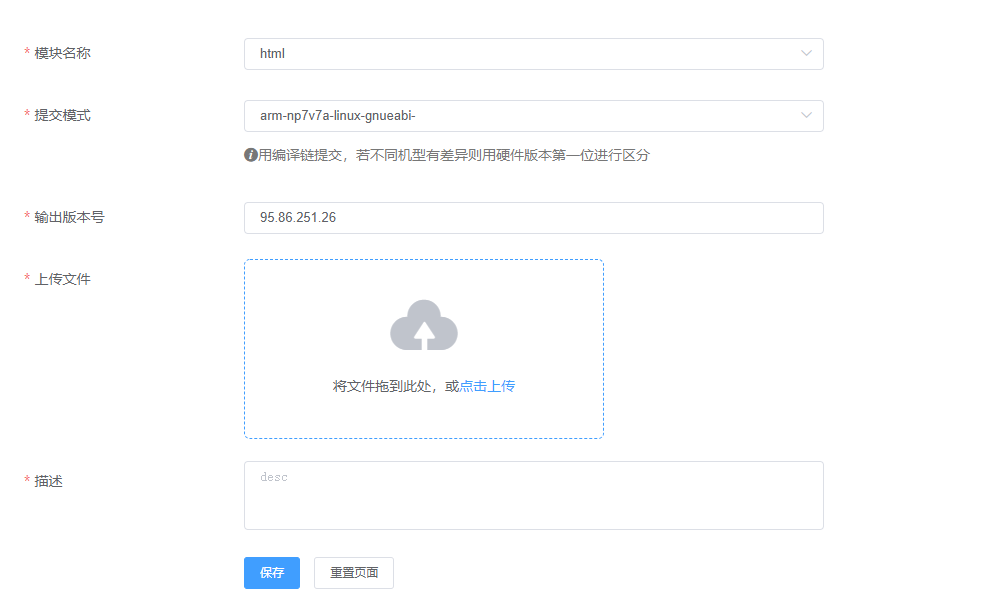 * 模块名称
html
* 提交模式
arm-np7v7a-linux-gnueabi-
用编译链提交，若不同机型有差异则用硬件版本第一位进行区分
* 输出版本号
95.86.251.26
* 上传文件
将文件拖到此处，或点击上传
* 描述
desc
保存
重置页面